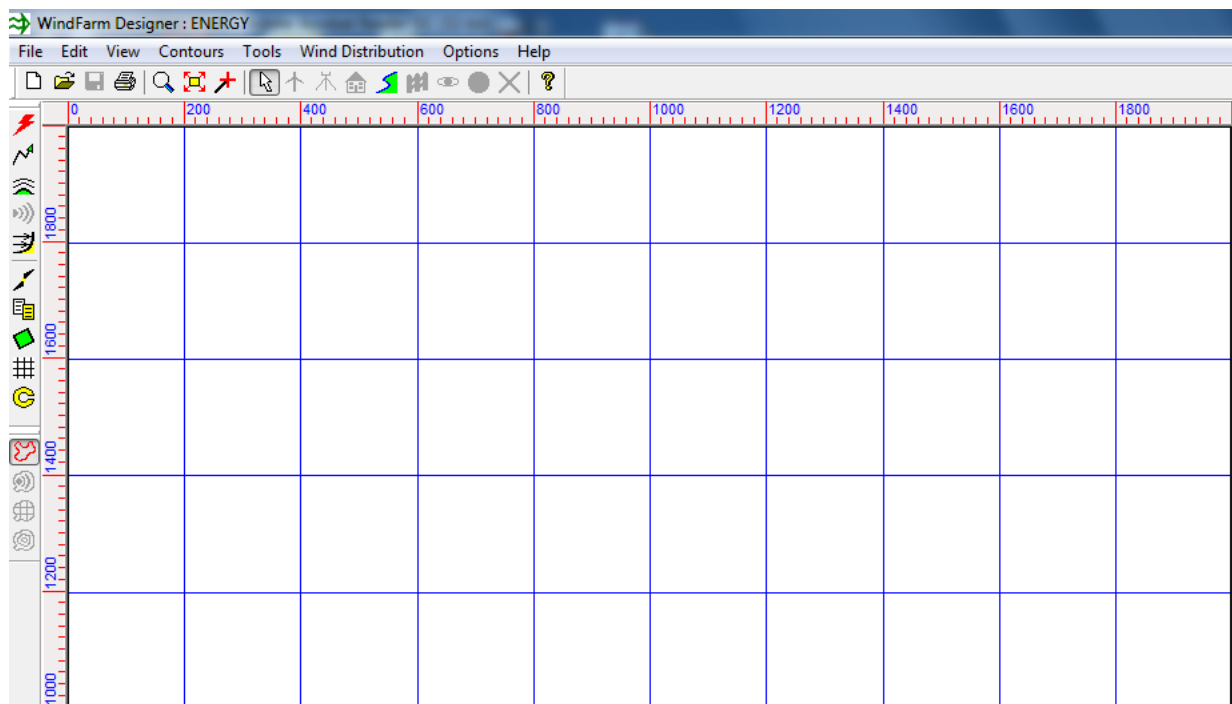 WindFarm Designer : ENERGY
File Edit View Contours Tools Wind Distribution Options Help
0 200 400 600 800 1000 1200 1400 1600 1800
1800
1600
1400
1200
1000